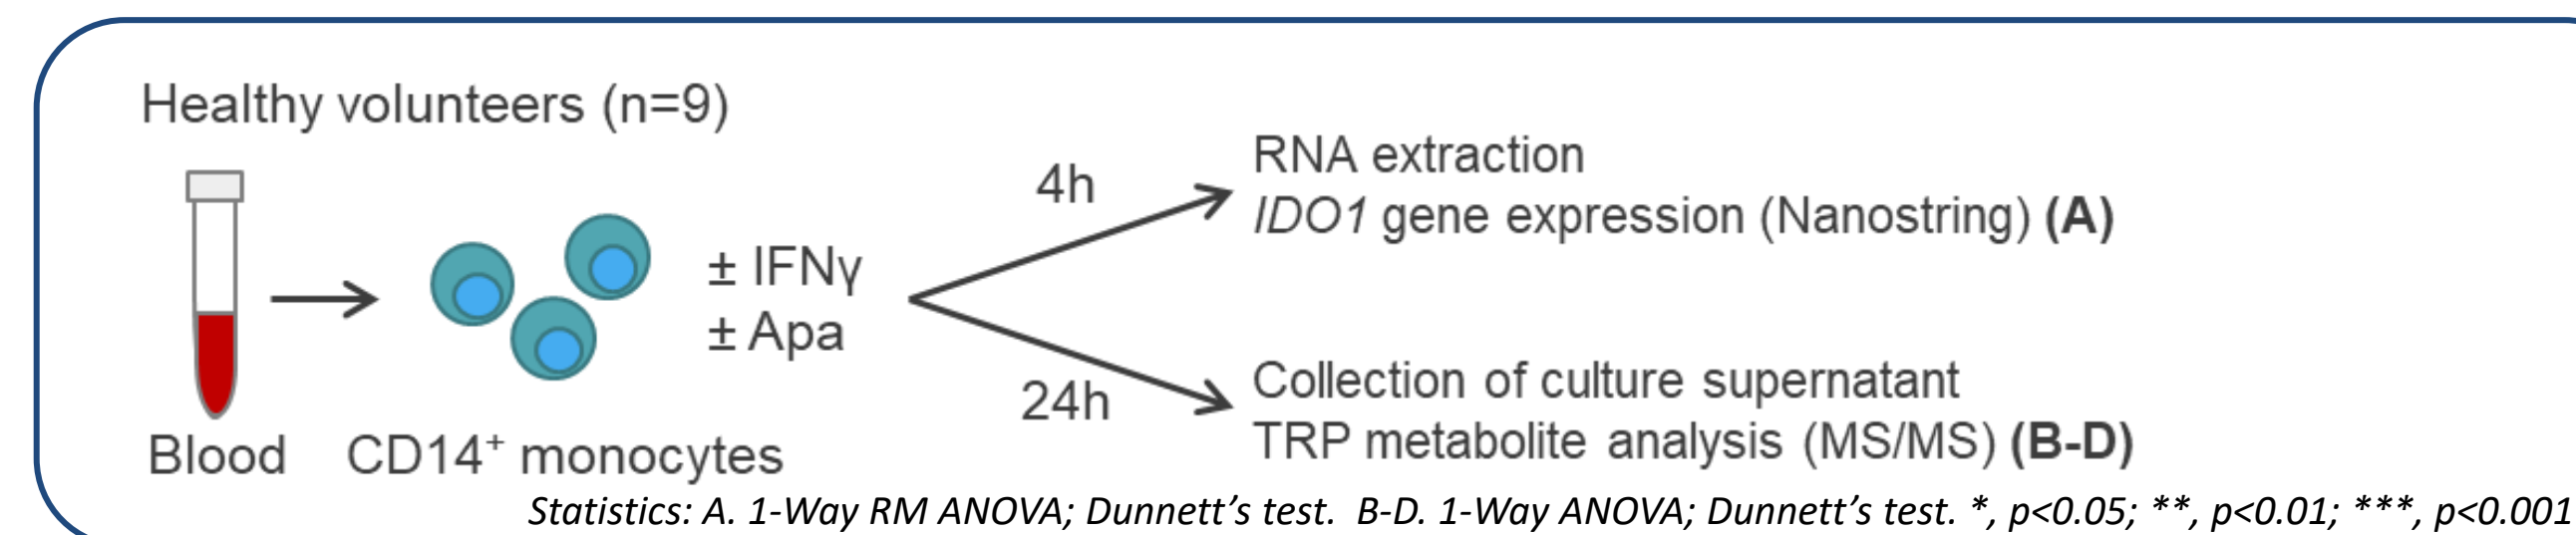 Healthy volunteers (n=9)
Blood
CD14⁺ monocytes
± IFNγ
± Apa
4h
RNA extraction
IDO1 gene expression (Nanostring) (A)
24h
Collection of culture supernatant
TRP metabolite analysis (MS/MS) (B-D)
Statistics: A. 1-Way RM ANOVA; Dunnett’s test. B-D. 1-Way ANOVA; Dunnett’s test. *, p<0.05; **, p<0.01; ***, p<0.001